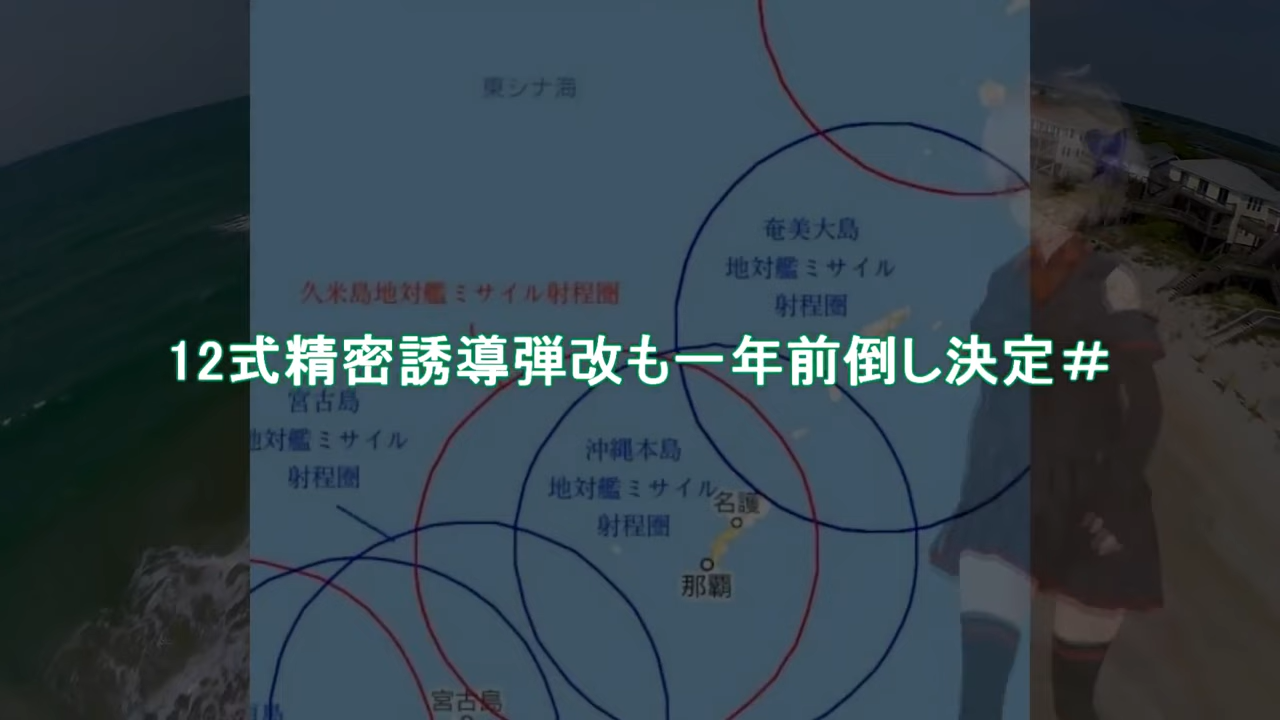 東シナ海
奄美大島
地対艦ミサイル
射程圏
久米島地対艦ミサイル射程圏
12式精密誘導弾改も一年前倒し決定＃
宮古島
地対艦ミサイル
射程圏
沖縄本島
地対艦ミサイル
射程圏
名護
那覇
宮古島